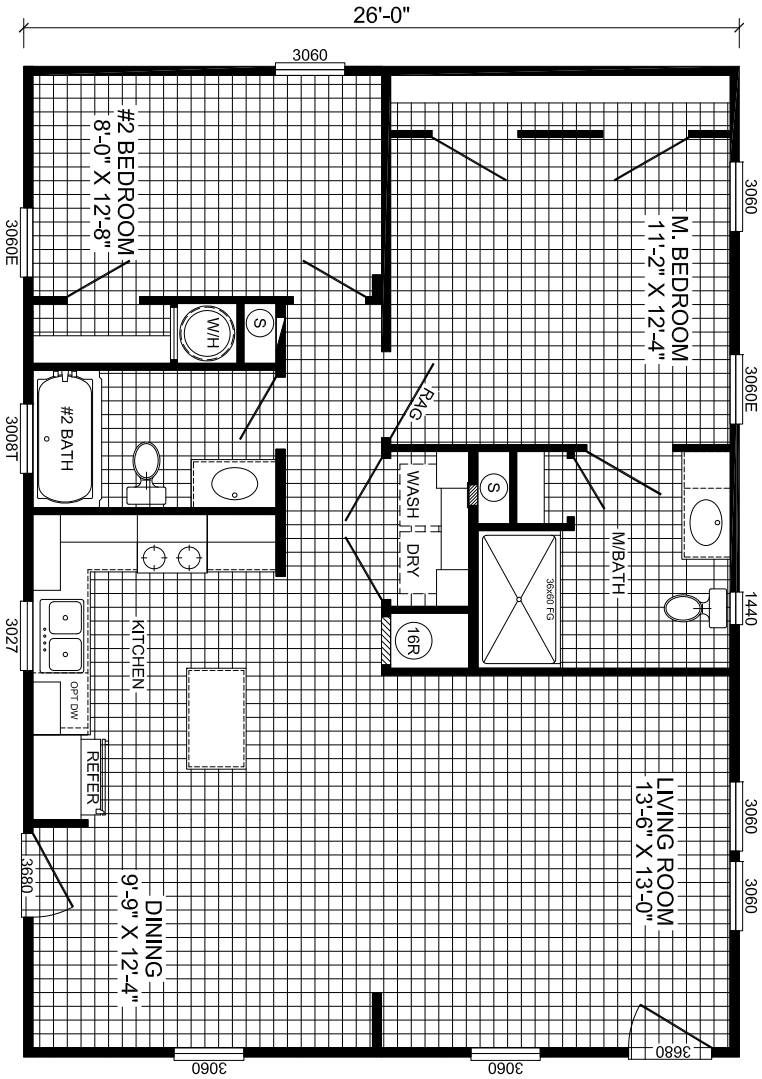 26'-0"
3060
#2 BEDROOM
8'-0" X 12'-8"
3060
M. BEDROOM
11'-2" X 12'-4"
3060E
W/H
S
3060E
RAG
#2 BATH
3008T
WASH
DRY
S
M/BATH
36x60 FG
1440
16R
KITCHEN
3027
OPT DW
REFER
LIVING ROOM
13'-6" X 13'-0"
3060
3060
3680
DINING
9'-9" X 12'-4"
3680
3060
3060